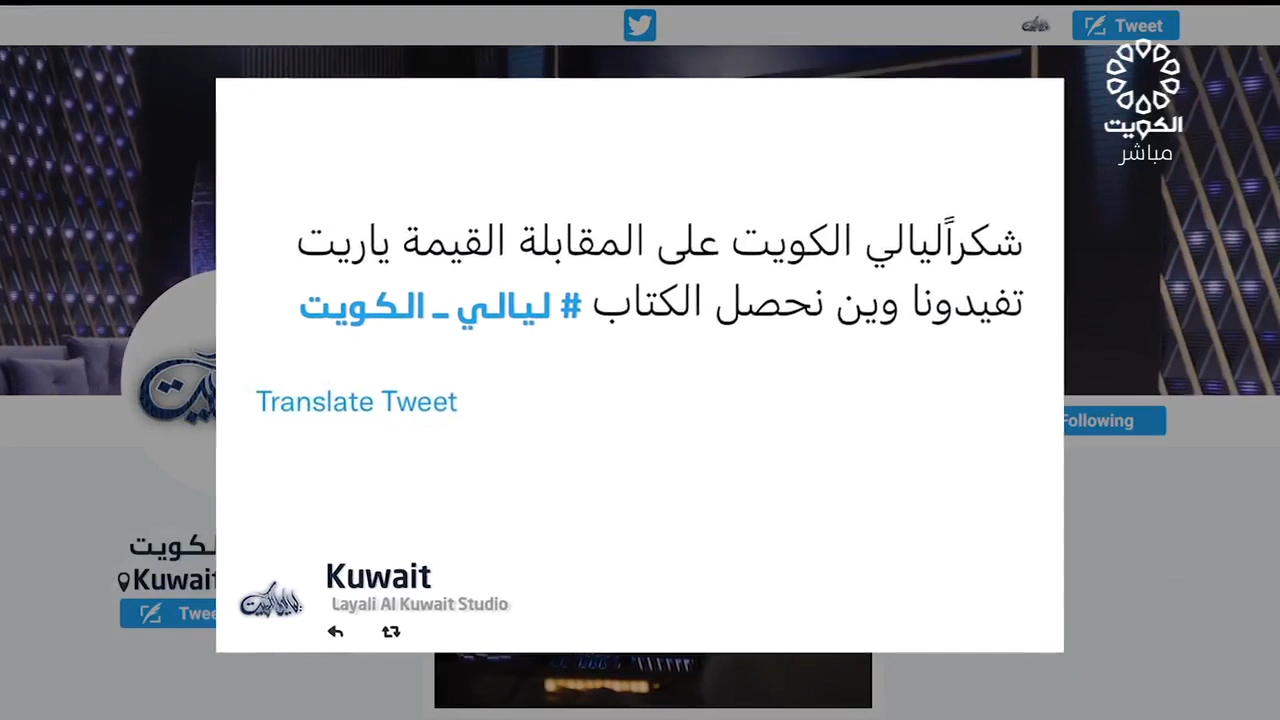 Tweet
الكويت
مباشر
شكراًليالي الكويت على المقابلة القيمة ياريت
تفيدونا وين نحصل الكتاب # ليالي _ الكويت
Translate Tweet
Following
Kuwait
Kuwait
Layali Al Kuwait Studio